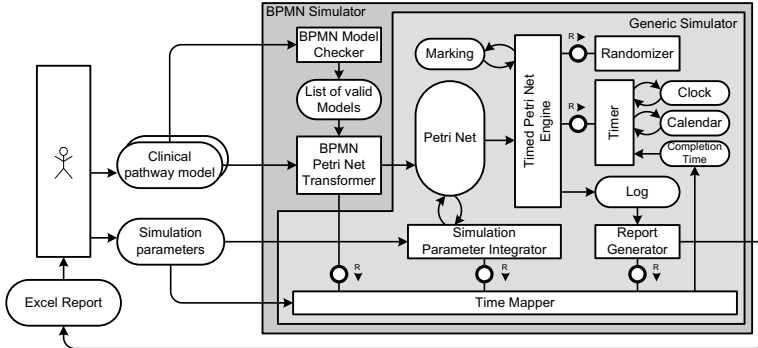 BPMN Simulator
Generic Simulator
BPMN Model
Checker
List of valid
Models
BPMN
Petri Net
Transformer
Clinical
pathway model
Simulation
parameters
Excel Report
Marking
Petri Net
Timed Petri Net
Engine
R
Randomizer
R
Timer
Clock
Calendar
Completion
Time
Log
Simulation
Parameter Integrator
Report
Generator
R
R
R
Time Mapper